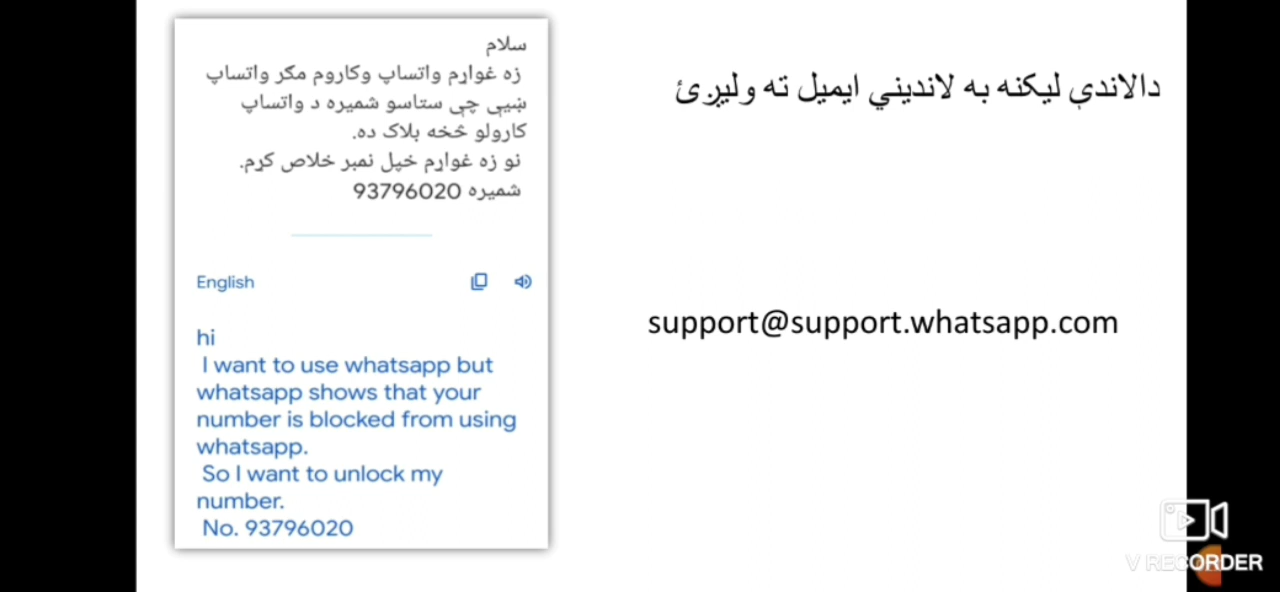 سلام
زه غواړم واتساپ وکاروم مګر واتساپ
ښیې چې ستاسو شمیره د واتساپ
کارولو څخه بلاک ده.
نو زه غواړم خپل نمبر خلاص کړم.
شمیره 93796020
English
hi
I want to use whatsapp but
whatsapp shows that your
number is blocked from using
whatsapp.
So I want to unlock my
number.
No. 93796020
دالاندې لیکنه به لاندیني ایمیل ته ولیږئ
support@support.whatsapp.com
V RECORDER